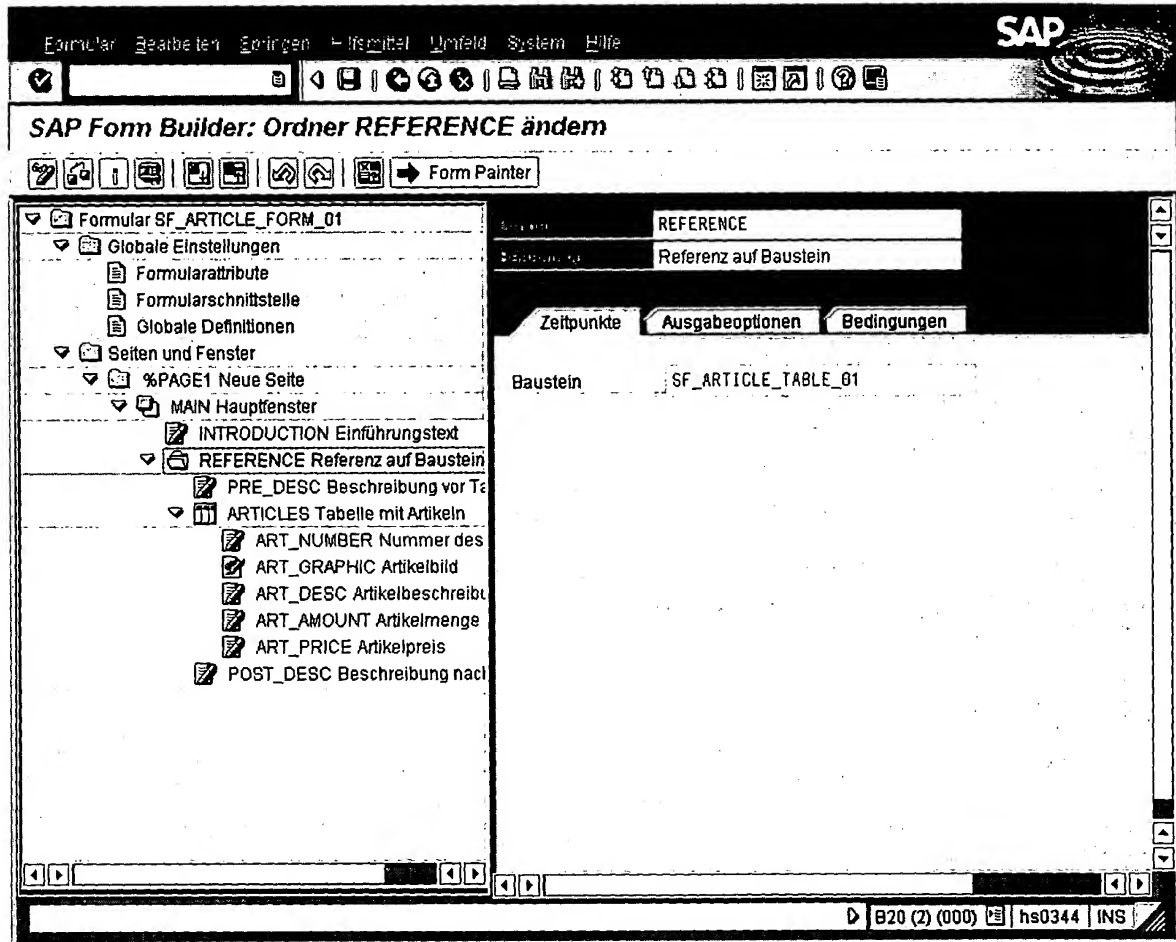 Formular Bearbeiten Springen Hilfsmittel Umfeld System Hilfe
SAP
SAP Form Builder: Ordner REFERENCE ändern
Form Painter
Formular SF_ARTICLE_FORM_01
Globale Einstellungen
Formularattribute
Formularschnittstelle
Globale Definitionen
Seiten und Fenster
%PAGE1 Neue Seite
MAIN Hauptfenster
INTRODUCTION Einführungstext
REFERENCE Referenz auf Baustein
PRE_DESC Beschreibung vor Ta
ARTICLES Tabelle mit Artikeln
ART_NUMBER Nummer des
ART_GRAPHIC Artikelbild
ART_DESC Artikelbeschreibu
ART_AMOUNT Artikelmenge
ART_PRICE Artikelpreis
POST_DESC Beschreibung nach
REFERENCE
Referenz auf Baustein
Zeitpunkte Ausgabeoptionen Bedingungen
Baustein SF_ARTICLE_TABLE_01
B20 (2) (000) hs0344 INS